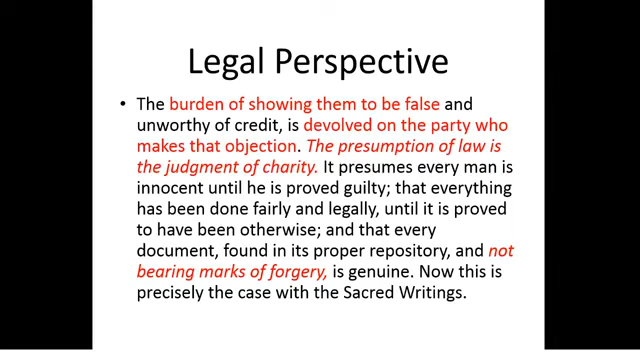 Legal Perspective
• The burden of showing them to be false and
unworthy of credit, is devolved on the party who
makes that objection. The presumption of law is
the judgment of charity. It presumes every man is
innocent until he is proved guilty; that everything
has been done fairly and legally, until it is proved
to have been otherwise; and that every
document, found in its proper repository, and not
bearing marks of forgery, is genuine. Now this is
precisely the case with the Sacred Writings.